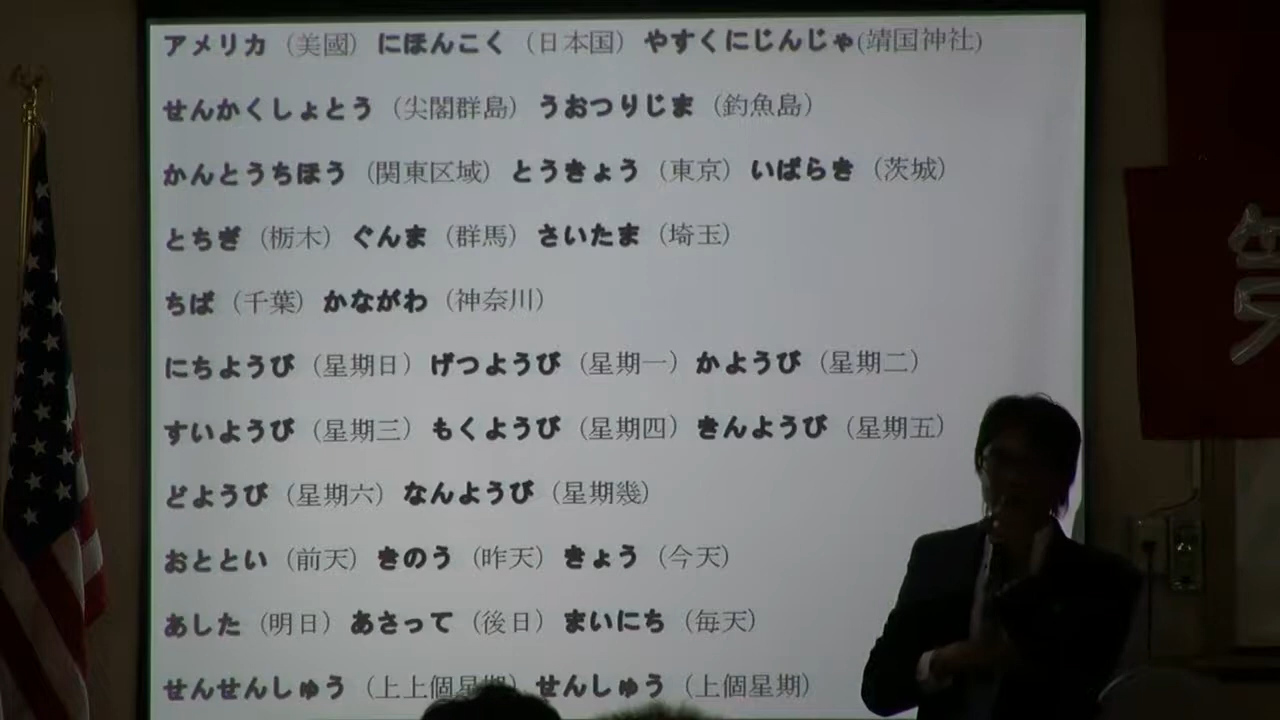 アメリカ（美國）にほんこく（日本国）やすくにじんじゃ(靖国神社)
せんかくしょとう（尖閣群島）うおつりじま（釣魚島）
かんとうちほう（関東区域）とうきょう（東京）いばらき（茨城）
とちぎ（栃木）ぐんま（群馬）さいたま（埼玉）
ちば（千葉）かながわ（神奈川）
にちようび（星期日）げつようび（星期一）かようび（星期二）
すいようび（星期三）もくようび（星期四）きんようび（星期五）
どようび（星期六）なんようび（星期幾）
おととい（前天）きのう（昨天）きょう（今天）
あした（明日）あさって（後日）まいにち（毎天）
せんせんしゅう（上上個星期）せんしゅう（上個星期）